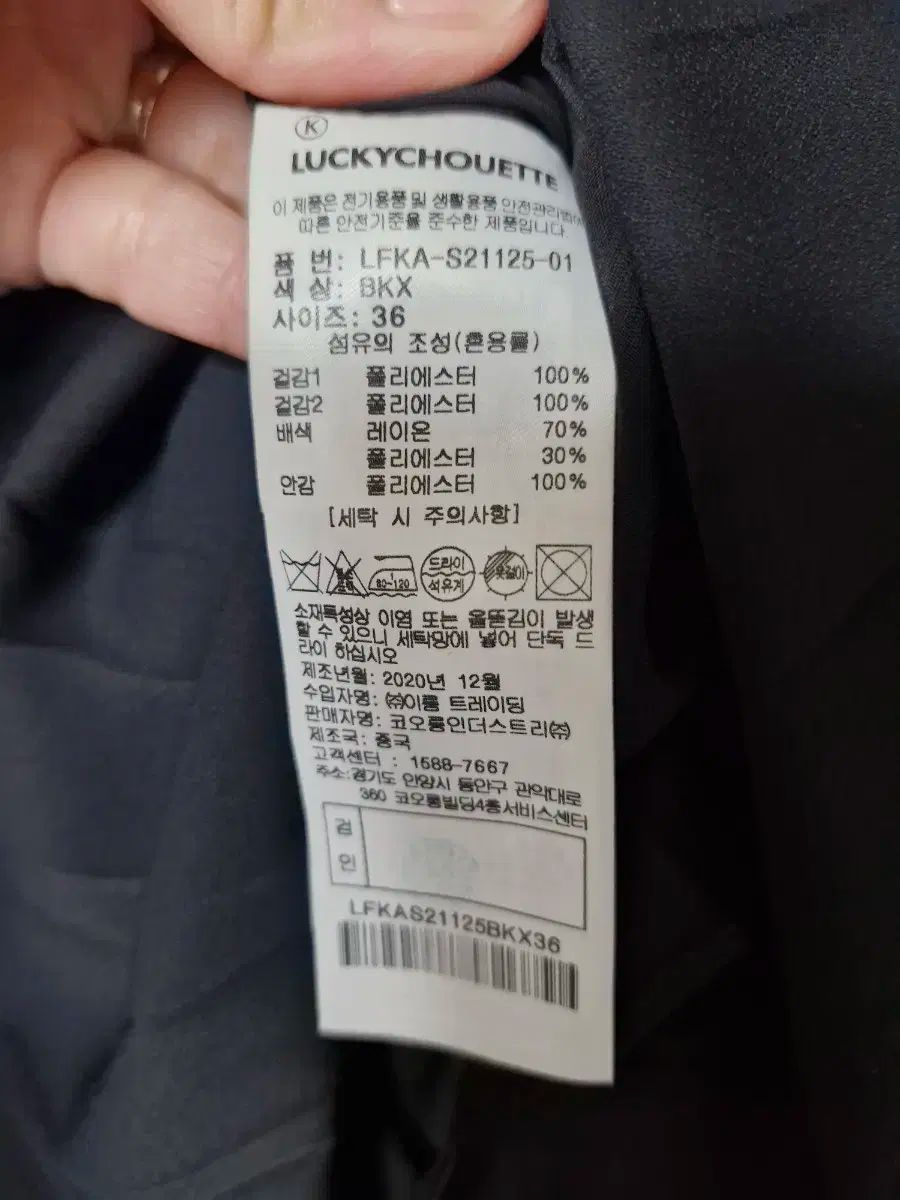 K
LUCKYCHOUETTE
이 제품은 전기용품 및 생활용품 안전관리법에
따른 안전기준을 준수한 제품입니다.
품 번: LFKA-S21125-01
색 상: BKX
사이즈: 36
섬유의 조성(혼용률)
겉감1 폴리에스터 100%
겉감2 폴리에스터 100%
배색 레이온 70%
폴리에스터 30%
안감 폴리에스터 100%
[세탁 시 주의사항]
80~120
드라이
석유계
옷걸이
소재특성상 이염 또는 올뜯김이 발생
할 수 있으니 세탁망에 넣어 단독 드
라이 하십시오
제조년월: 2020년 12월
수입자명: ㈜이룸 트레이딩
판매자명: 코오롱인더스트리㈜
제조국: 중국
고객센터 : 1588-7667
주소:경기도 안양시 동안구 관악대로
360 코오롱빌딩4층서비스센터
검
인
LFKAS21125BKX36